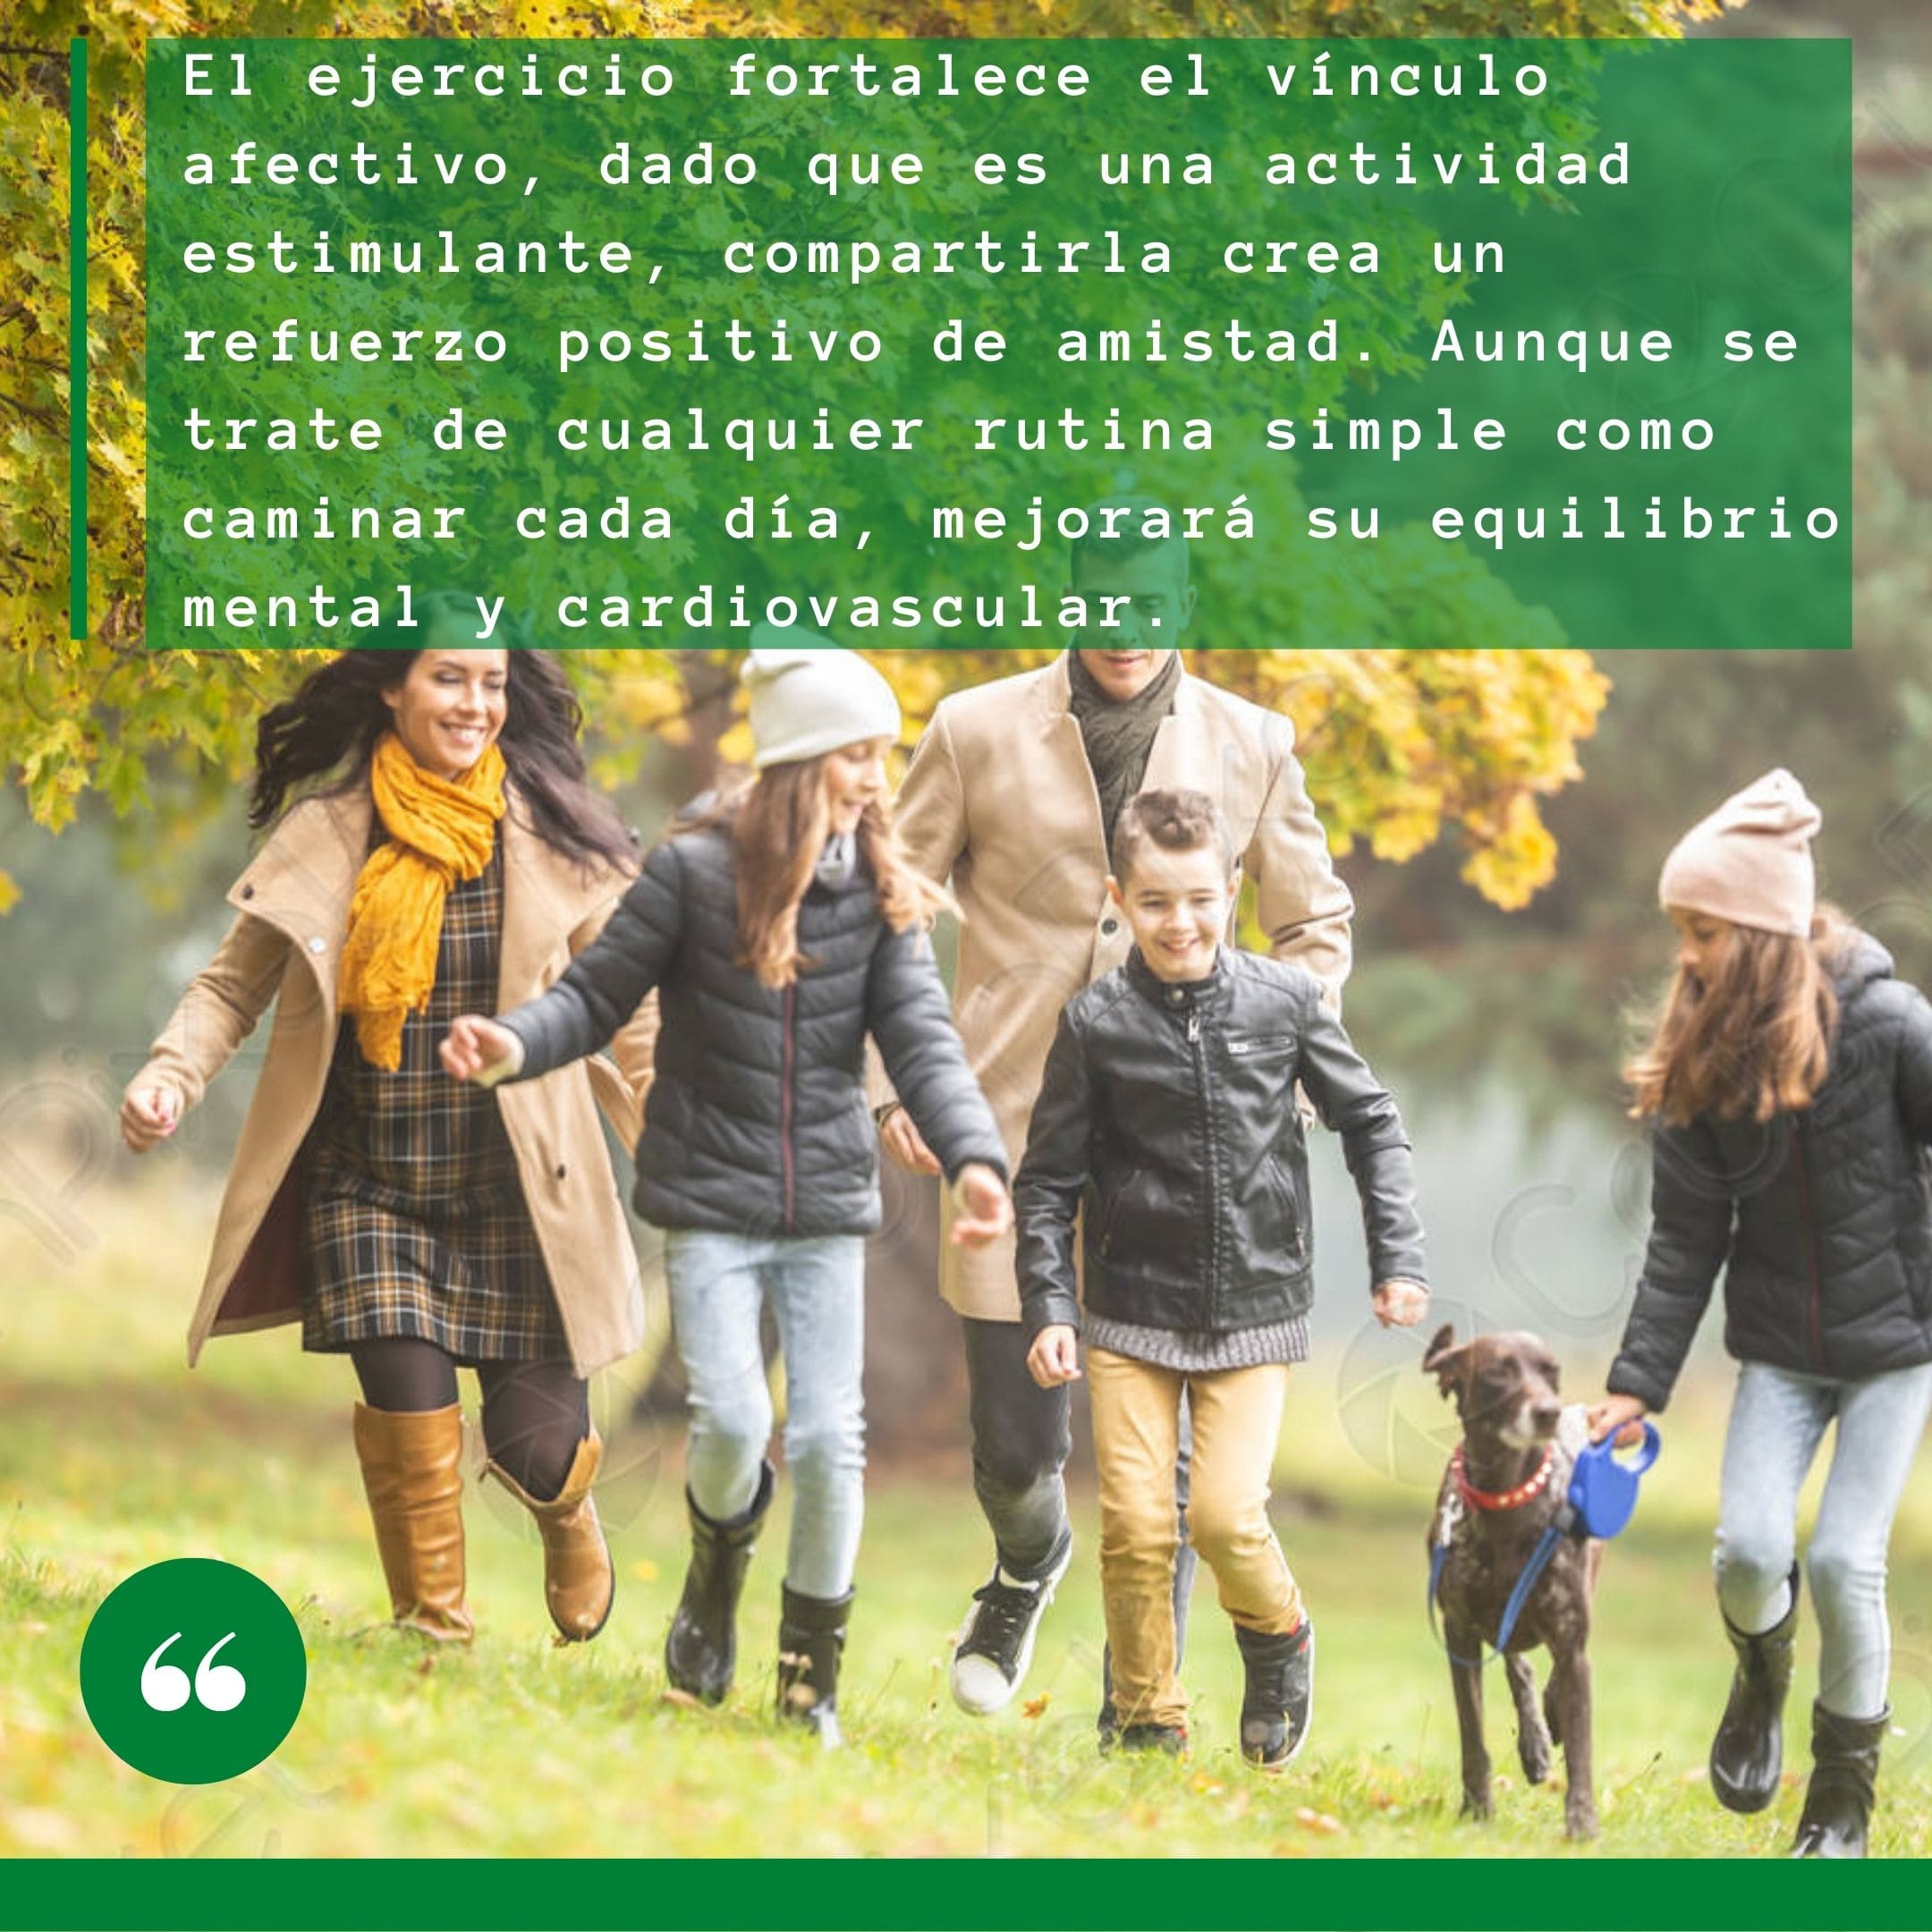 El ejercicio fortalece el vínculo
afectivo, dado que es una actividad
estimulante, compartirla crea un
refuerzo positivo de amistad. Aunque se
trate de cualquier rutina simple como
caminar cada día, mejorará su equilibrio
mental y cardiovascular.
“